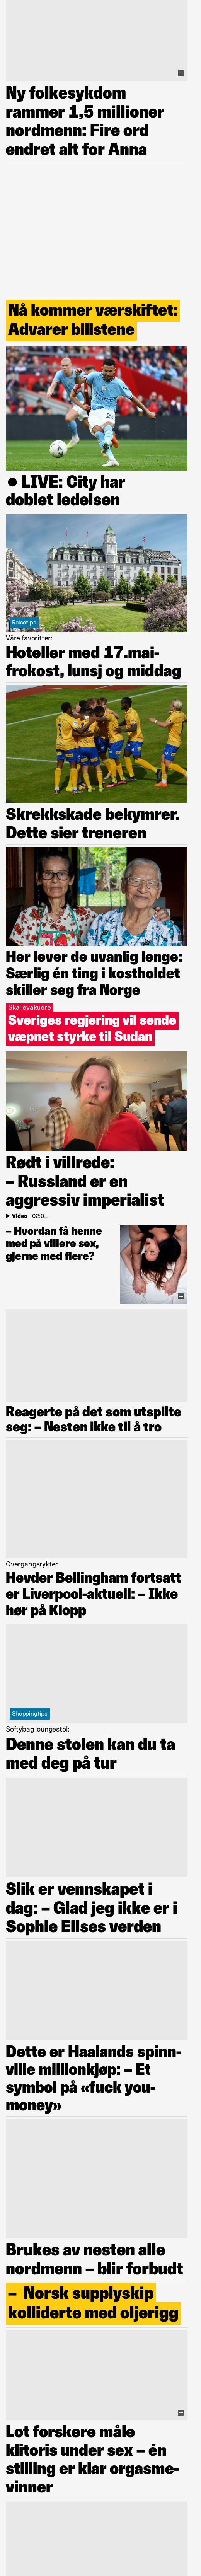 Ny folkesykdom
rammer 1,5 millioner
nordmenn: Fire ord
endret alt for Anna
Nå kommer værskiftet:
Advarer bilistene
● LIVE: City har
doblet ledelsen
Reisetips
Våre favoritter:
Hoteller med 17.mai-
frokost, lunsj og middag
Skrekkskade bekymrer.
Dette sier treneren
Her lever de uvanlig lenge:
Særlig én ting i kostholdet
skiller seg fra Norge
Skal evakuere
Sveriges regjering vil sende
væpnet styrke til Sudan
Rødt i villrede:
– Russland er en
aggressiv imperialist
Video | 02:01
– Hvordan få henne
med på villere sex,
gjerne med flere?
Reagerte på det som utspilte
seg: – Nesten ikke til å tro
Overgangsrykter
Hevder Bellingham fortsatt
er Liverpool-aktuell: – Ikke
hør på Klopp
Shoppingtips
Softybag loungestol:
Denne stolen kan du ta
med deg på tur
Slik er vennskapet i
dag: – Glad jeg ikke er i
Sophie Elises verden
Dette er Haalands spinn-
ville millionkjøp: – Et
symbol på «fuck you-
money»
Brukes av nesten alle
nordmenn – blir forbudt
– Norsk supplyskip
kolliderte med oljerigg
Lot forskere måle
klitoris under sex – én
stilling er klar orgasme-
vinner